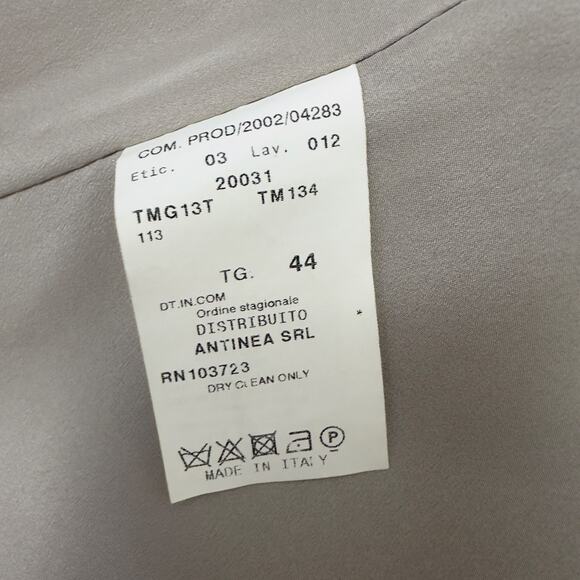 COM. PROD/2002/04283
Etic. 03 Lav. 012
20031
TMG13T TM134
113
TG. 44
DT.IN.COM
Ordine stagionale
DISTRIBUITO *
ANTINEA SRL
RN103723
DRY CLEAN ONLY
P
MADE IN ITALY